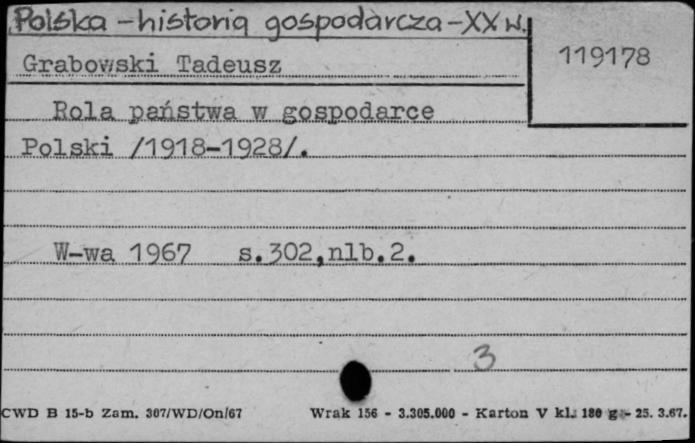 Polska - historia gospodarcza - XX w.
119178
Grabowski Tadeusz
Rola państwa w gospodarce
Polski /1918-1928/.
W-wa 1967 s.302,nlb.2.
3
CWD B 15-b Zam. 307/WD/On/67 Wrak 156 - 3.305.000 - Karton V kl. 180 g - 25. 3.67.